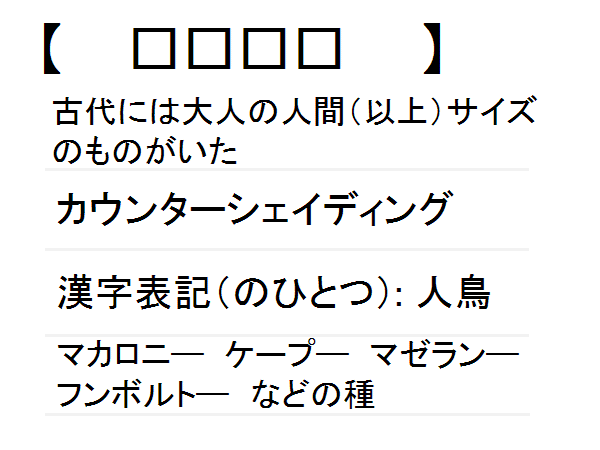 【　□□□□　】
古代には大人の人間（以上）サイズ
のものがいた
カウンターシェイディング
漢字表記（のひとつ）：人鳥
マカロニ―　ケープ―　マゼラン―
フンボルト―　などの種